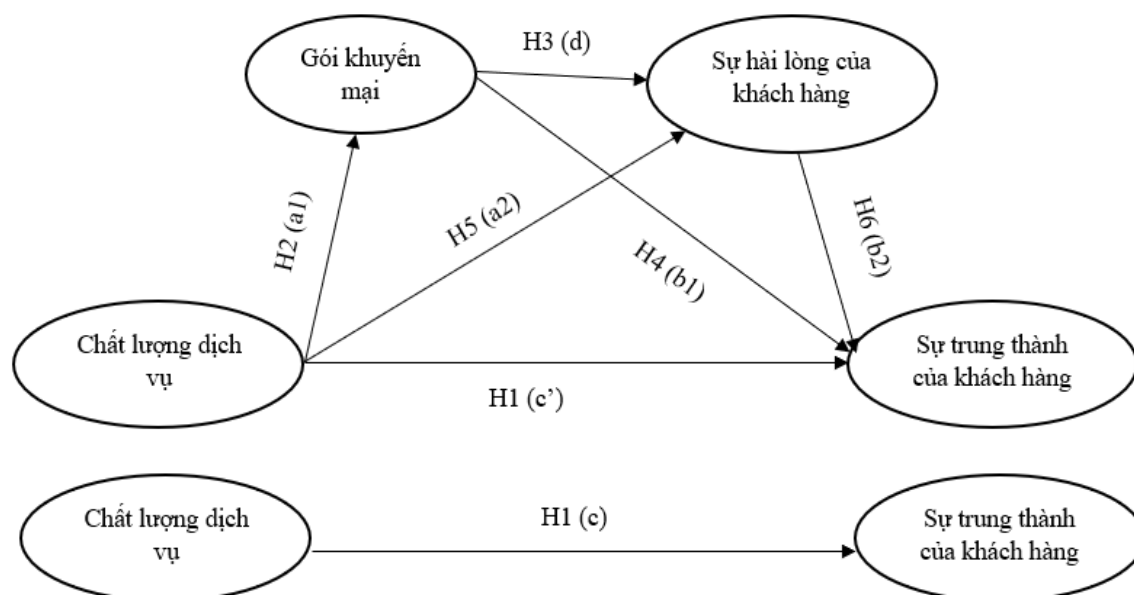 Gói khuyến
mại
H3 (d)
Sự hài lòng của
khách hàng
H2 (a1)
H5 (a2)
H4 (b1)
H6 (b2)
Chất lượng dịch
vụ
H1 (c’)
Sự trung thành
của khách hàng
Chất lượng dịch
vụ
H1 (c)
Sự trung thành
của khách hàng